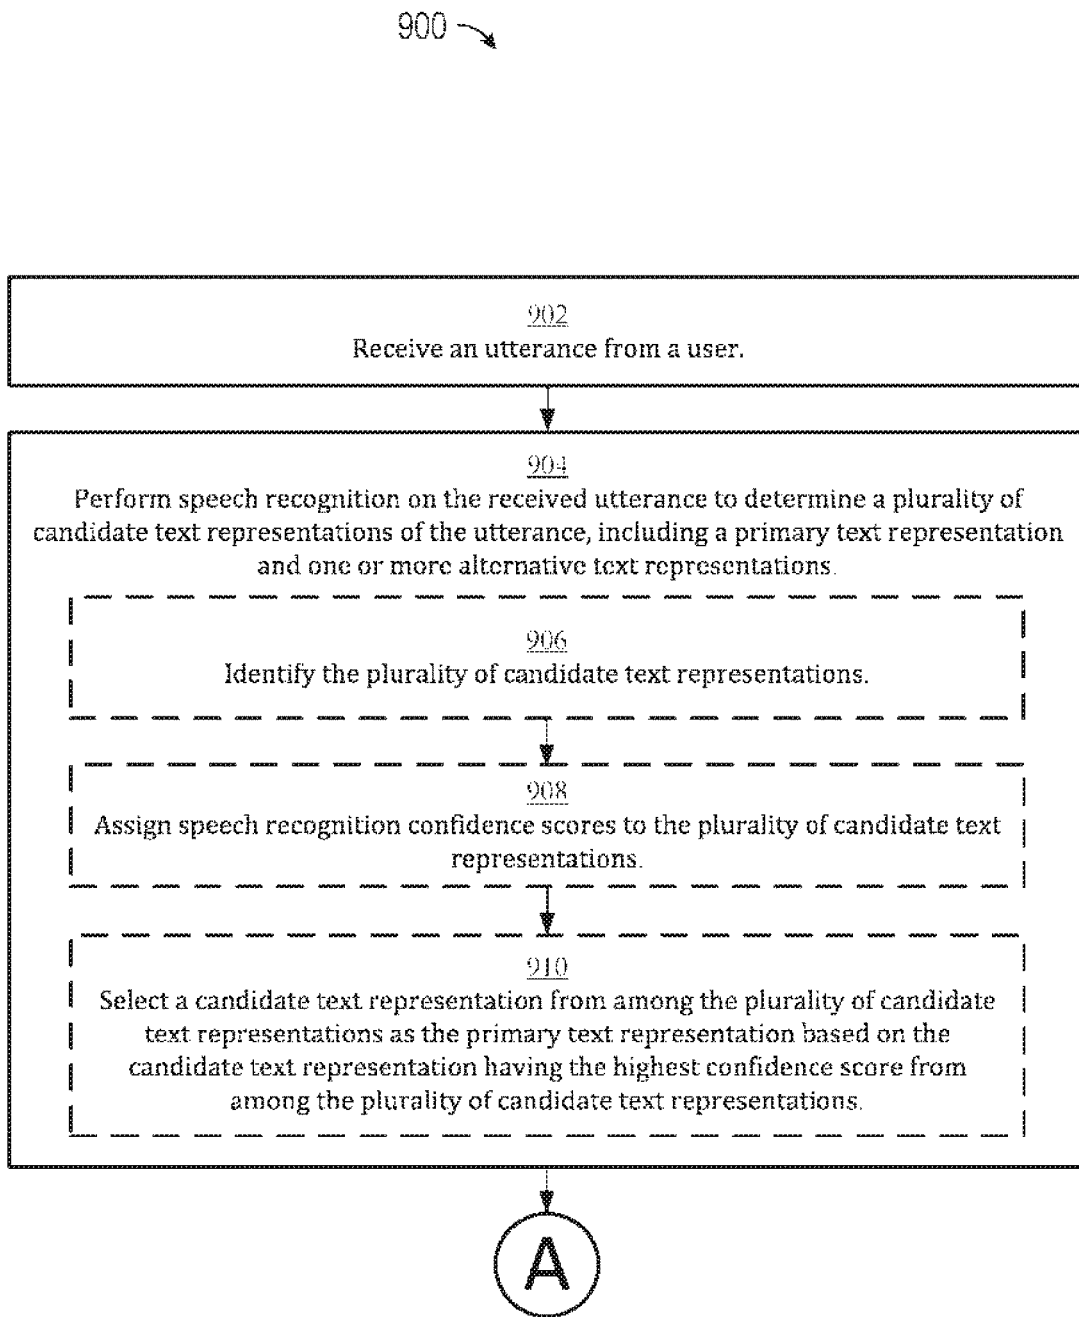 900
902
Receive an utterance from a user.
904
Perform speech recognition on the received utterance to determine a plurality of
candidate text representations of the utterance, including a primary text representation
and one or more alternative text representations.
906
Identify the plurality of candidate text representations.
908
Assign speech recognition confidence scores to the plurality of candidate text
representations.
910
Select a candidate text representation from among the plurality of candidate
text representations as the primary text representation based on the
candidate text representation having the highest confidence score from
among the plurality of candidate text representations.
A